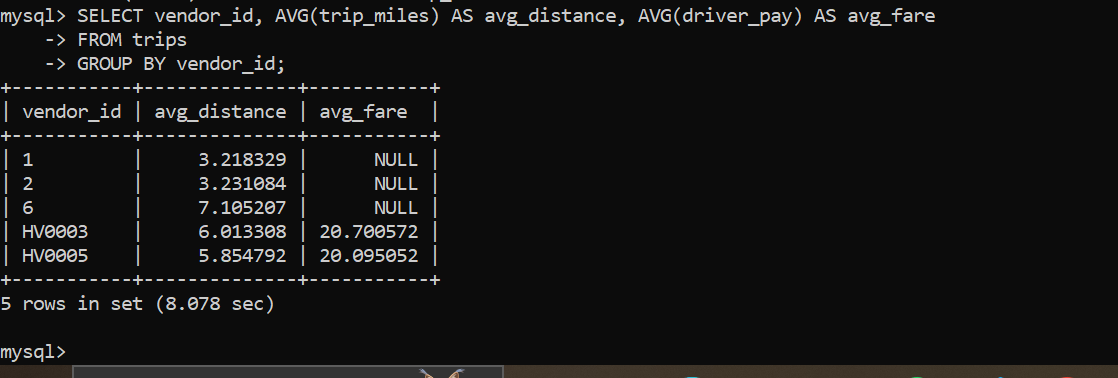 mysql> SELECT vendor_id, AVG(trip_miles) AS avg_distance, AVG(driver_pay) AS avg_fare
    -> FROM trips
    -> GROUP BY vendor_id;
+-----------+--------------+-----------+
| vendor_id | avg_distance | avg_fare  |
+-----------+--------------+-----------+
| 1         |     3.218329 |      NULL |
| 2         |     3.231084 |      NULL |
| 6         |     7.105207 |      NULL |
| HV0003    |     6.013308 | 20.700572 |
| HV0005    |     5.854792 | 20.095052 |
+-----------+--------------+-----------+
5 rows in set (8.078 sec)
mysql>